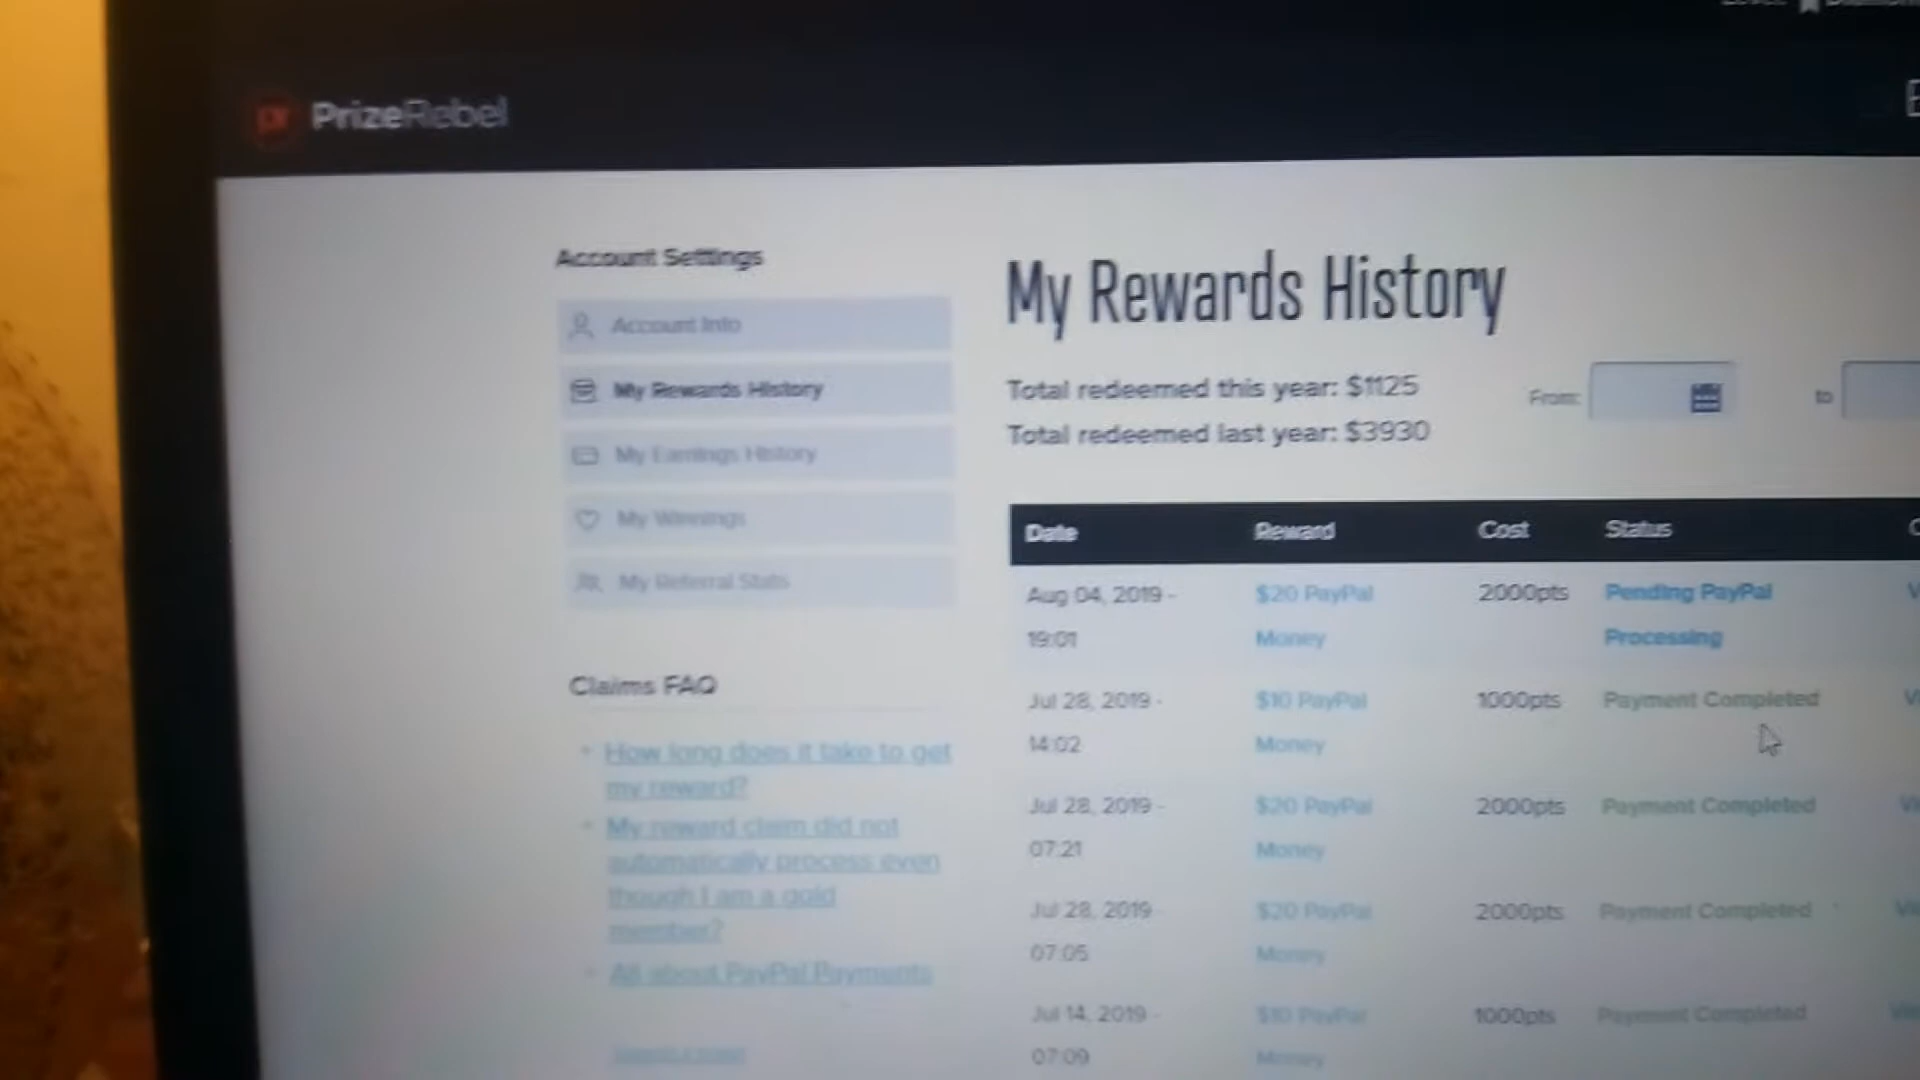 PrizeRebel
Account Settings
Account Info
My Rewards History
My Earnings History
My Winnings
My Referral Stats
Claims FAQ
How long does it take to get
my reward?
My reward claim did not
automatically process even
though I am a gold
member?
All about PayPal Payments
My Rewards History
Total redeemed this year: $1125
Total redeemed last year: $3930
From:
to
Date Reward Cost Status
Aug 04, 2019 - $20 PayPal 2000pts Pending PayPal
19:01 Money Processing
Jul 28, 2019 - $10 PayPal 1000pts Payment Completed
14:02 Money
Jul 28, 2019 - $20 PayPal 2000pts Payment Completed
07:21 Money
Jul 28, 2019 $20 PayPal 2000pts Payment Completed
07:05 Money
Jul 14, 2019 - $10 PayPal 1000pts Payment Completed
07:09 Money